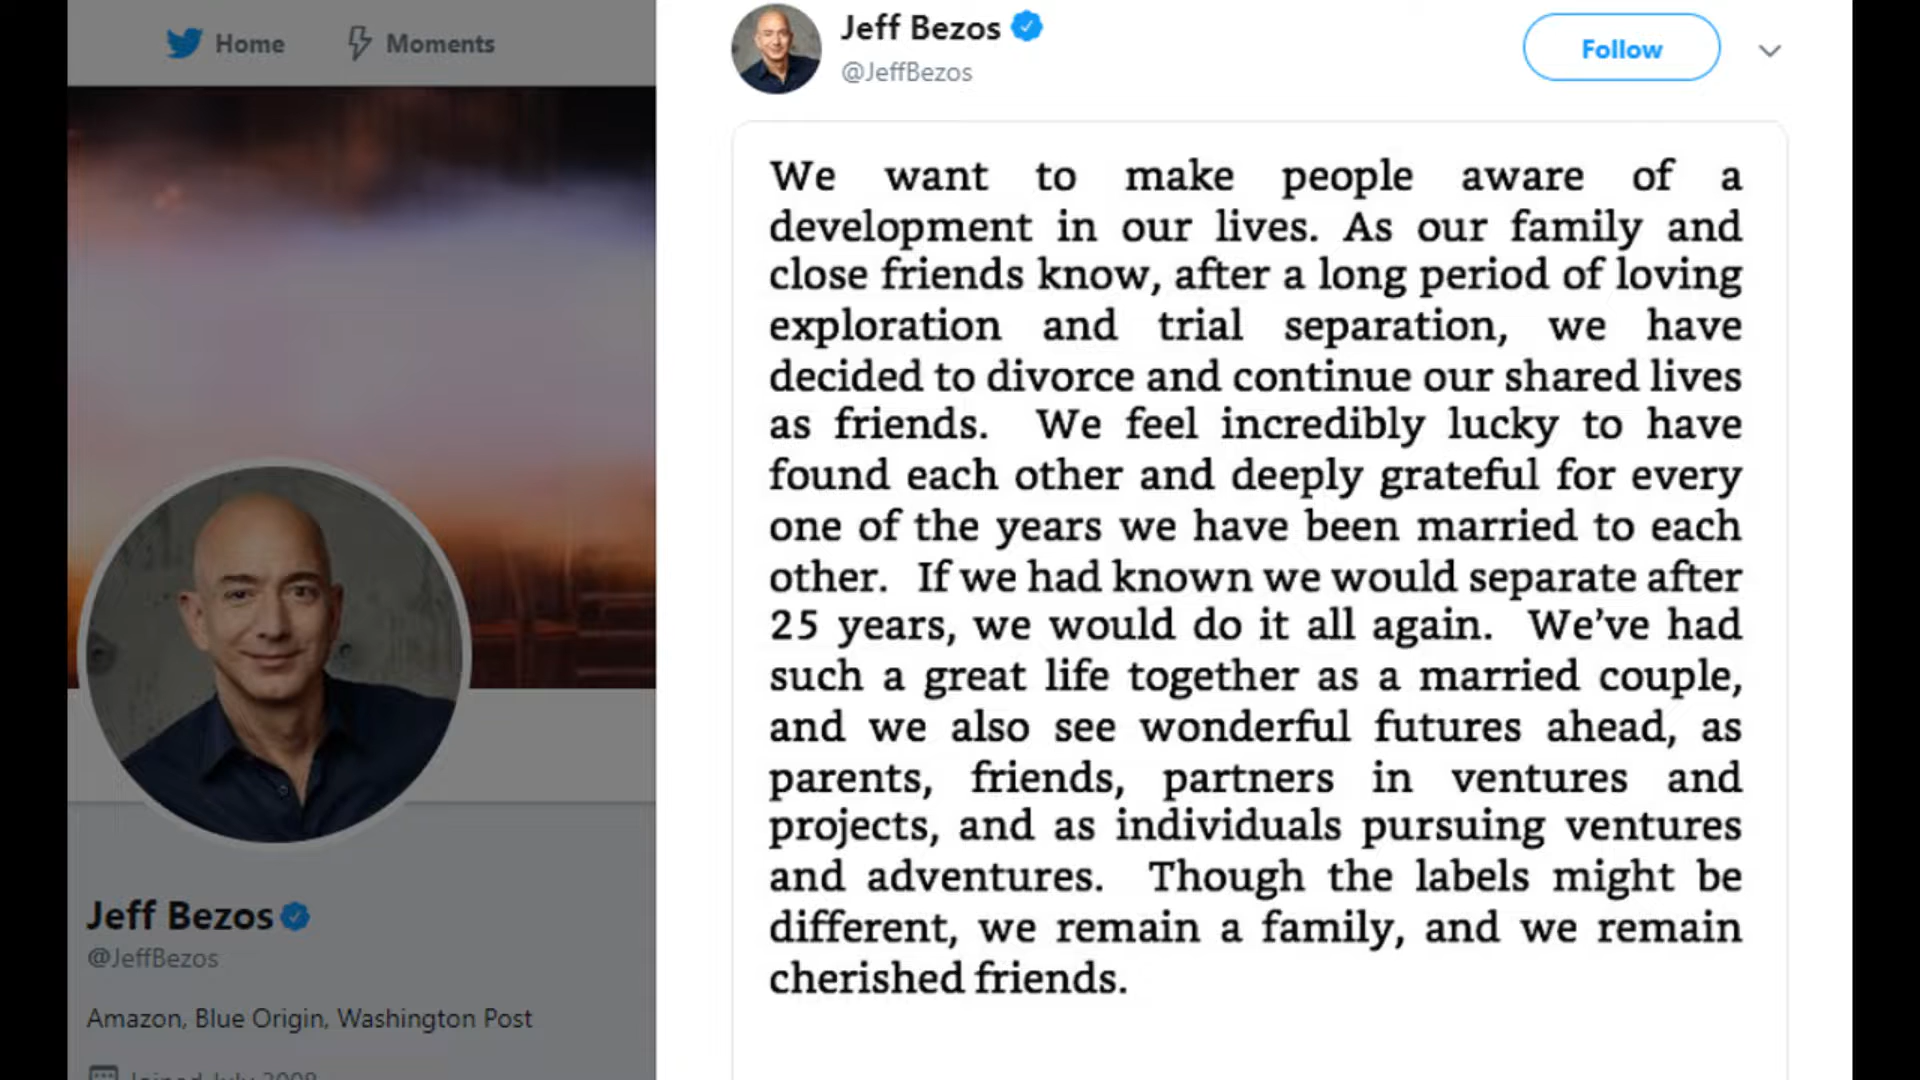 Home
Moments
Jeff Bezos
@JeffBezos
Amazon, Blue Origin, Washington Post
Joined July 2008
Jeff Bezos
@JeffBezos
Follow
We want to make people aware of a
development in our lives. As our family and
close friends know, after a long period of loving
exploration and trial separation, we have
decided to divorce and continue our shared lives
as friends. We feel incredibly lucky to have
found each other and deeply grateful for every
one of the years we have been married to each
other. If we had known we would separate after
25 years, we would do it all again. We’ve had
such a great life together as a married couple,
and we also see wonderful futures ahead, as
parents, friends, partners in ventures and
projects, and as individuals pursuing ventures
and adventures. Though the labels might be
different, we remain a family, and we remain
cherished friends.